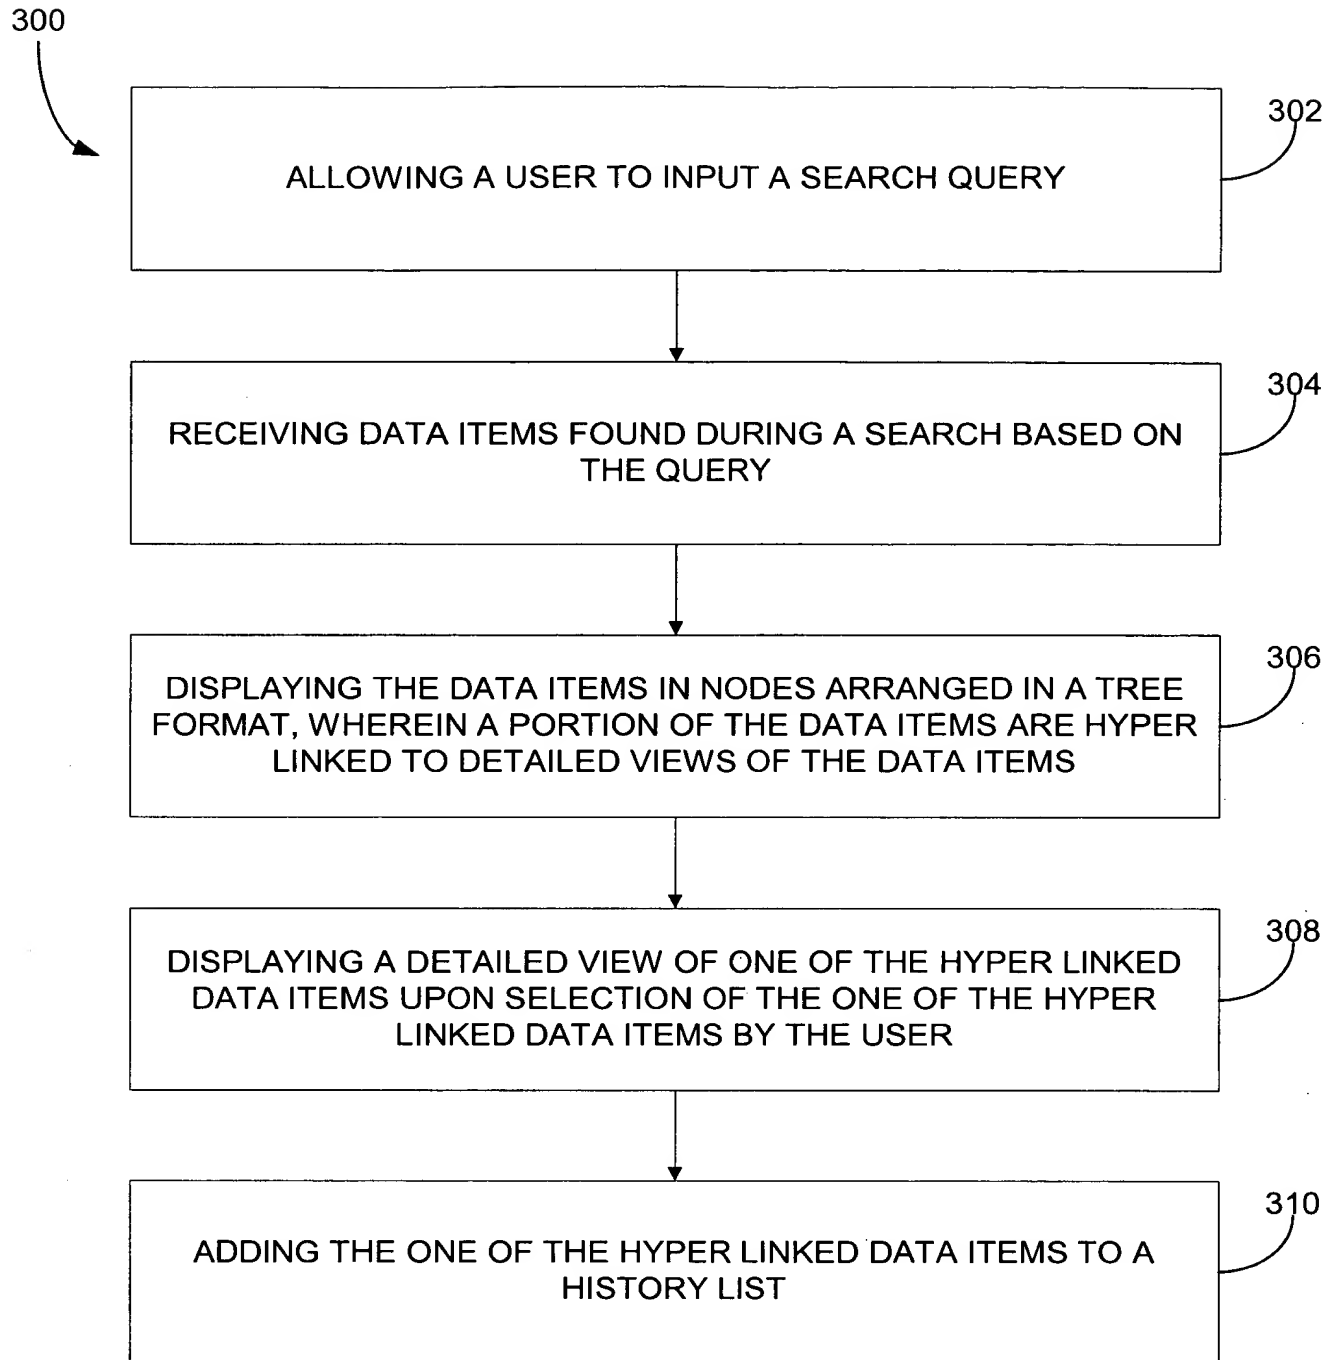 300
302
ALLOWING A USER TO INPUT A SEARCH QUERY
304
RECEIVING DATA ITEMS FOUND DURING A SEARCH BASED ON
THE QUERY
306
DISPLAYING THE DATA ITEMS IN NODES ARRANGED IN A TREE
FORMAT, WHEREIN A PORTION OF THE DATA ITEMS ARE HYPER
LINKED TO DETAILED VIEWS OF THE DATA ITEMS
308
DISPLAYING A DETAILED VIEW OF ONE OF THE HYPER LINKED
DATA ITEMS UPON SELECTION OF THE ONE OF THE HYPER
LINKED DATA ITEMS BY THE USER
310
ADDING THE ONE OF THE HYPER LINKED DATA ITEMS TO A
HISTORY LIST